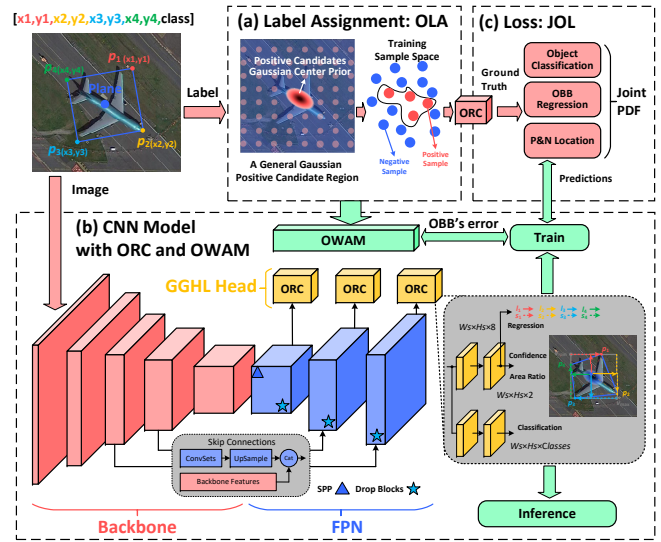 [x1,y1,x2,y2,x3,y3,x4,y4,class]
p4(x4,y4)
p1 (x1,y1)
Plane
p3(x3,y3)
p2(x2,y2)
Label
Image
(a) Label Assignment: OLA
Positive Candidates
Gaussian Center Prior
A General Gaussian
Positive Candidate Region
Training
Sample Space
Negative
Sample
Positive
Sample
Ground
Truth
ORC
(c) Loss: JOL
Object
Classification
OBB
Regression
P&N Location
Joint
PDF
Predictions
(b) CNN Model
with ORC and OWAM
OWAM
OBB's error
Train
GGHL Head
ORC
ORC
ORC
Ws×Hs×8
Regression
Confidence
Area Ratio
Ws×Hs×2
Classification
Ws×Hs×Classes
Skip Connections
ConvSets
UpSample
Cat
Backbone Features
SPP
Drop Blocks
Backbone
FPN
Inference